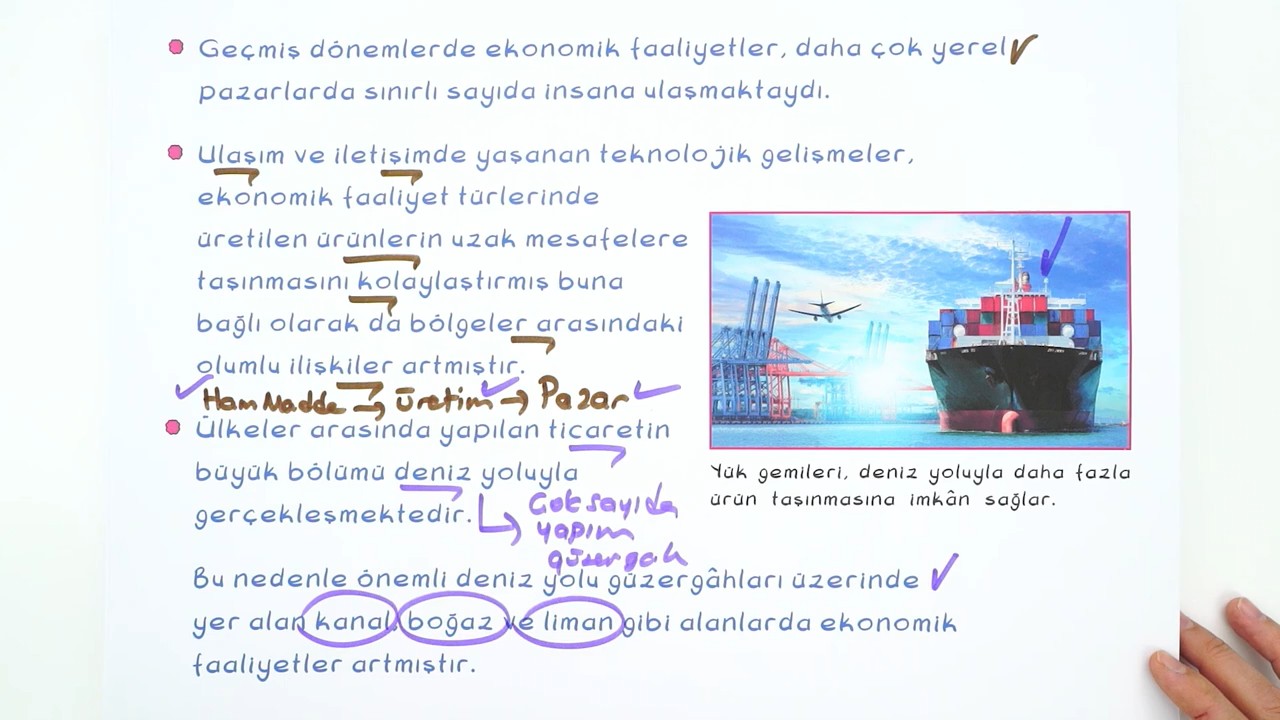 Geçmiş dönemlerde ekonomik faaliyetler, daha çok yerel
pazarlarda sınırlı sayıda insana ulaşmaktaydı.
Ulaşım ve iletişimde yaşanan teknolojik gelişmeler,
ekonomik faaliyet türlerinde
üretilen ürünlerin uzak mesafelere
taşınmasını kolaylaştırmış buna
bağlı olarak da bölgeler arasındaki
olumlu ilişkiler artmıştır.
Ham Madde → üretim → Pazar
Ülkeler arasında yapılan ticaretin
büyük bölümü deniz yoluyla
gerçekleşmektedir.
Çok sayıda
yapım
güzergah
Bu nedenle önemli deniz yolu güzergâhları üzerinde
yer alan kanal, boğaz ve liman gibi alanlarda ekonomik
faaliyetler artmıştır.
Yük gemileri, deniz yoluyla daha fazla
ürün taşınmasına imkân sağlar.